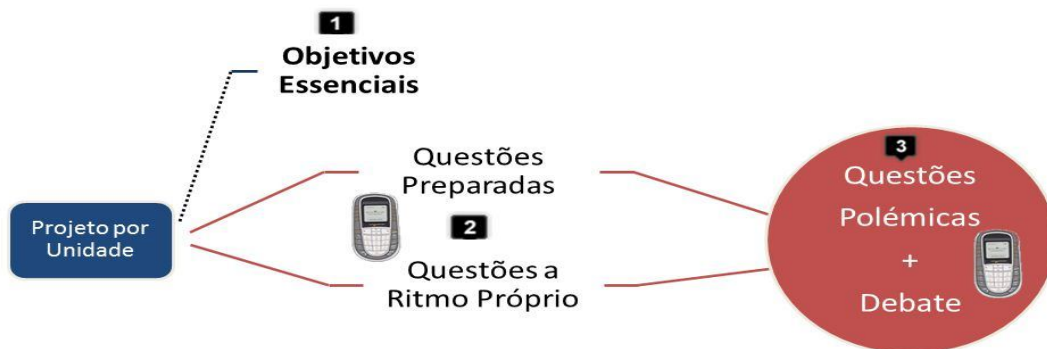 1
Objetivos
Essenciais
Questões
Preparadas
Projeto por
Unidade
2
Questões a
Ritmo Próprio
3
Questões
Polémicas
+
Debate